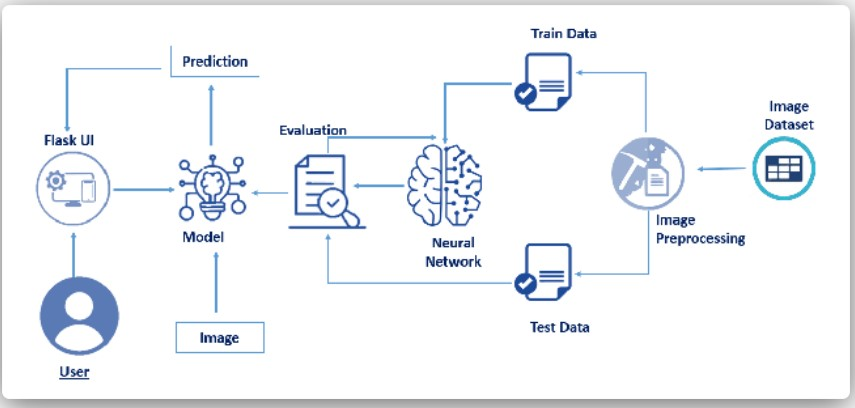 Train Data
Prediction
Image
Dataset
Evaluation
Flask UI
Model
Neural
Network
Image
Preprocessing
Image
Test Data
User